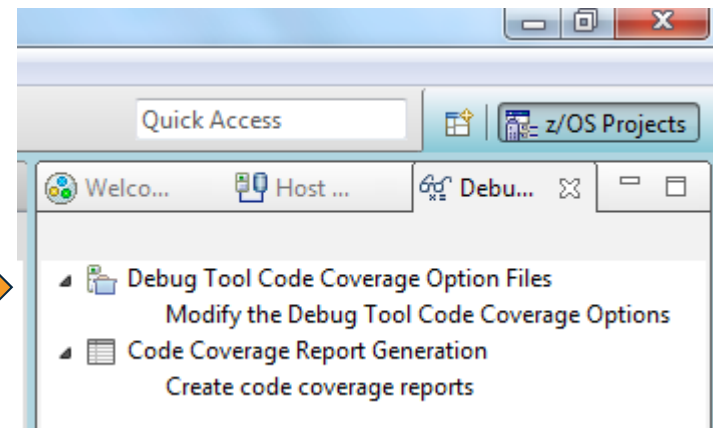 Quick Access
z/OS Projects
Welco...
Host ...
Debu...
Debug Tool Code Coverage Option Files
Modify the Debug Tool Code Coverage Options
Code Coverage Report Generation
Create code coverage reports